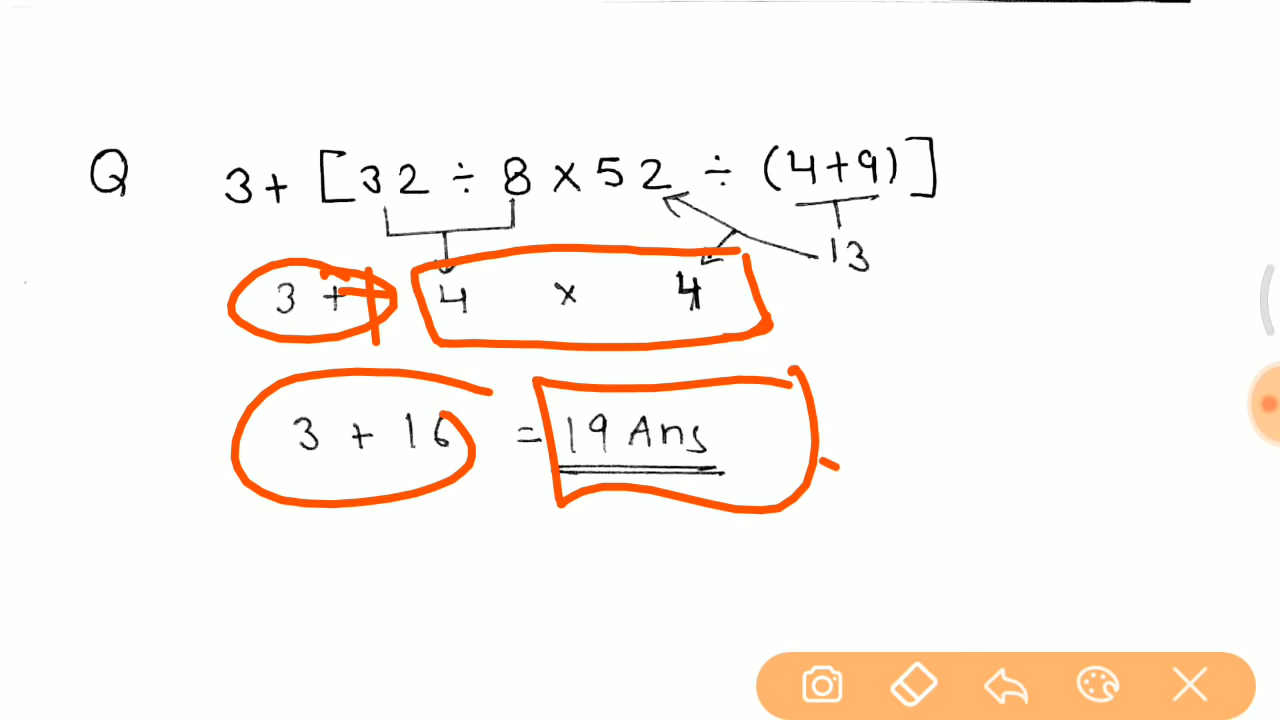 Q 3+ [32 ÷ 8 × 52 ÷ (4+9)]
13
3 + 4 × 4
3 + 16 = 19 Ans